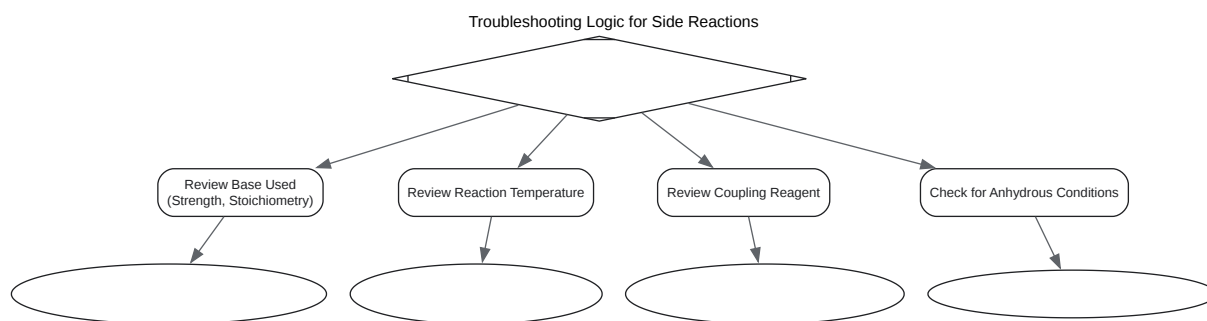 Troubleshooting Logic for Side Reactions
Review Base Used
(Strength, Stoichiometry)
Review Reaction Temperature
Review Coupling Reagent
Check for Anhydrous Conditions